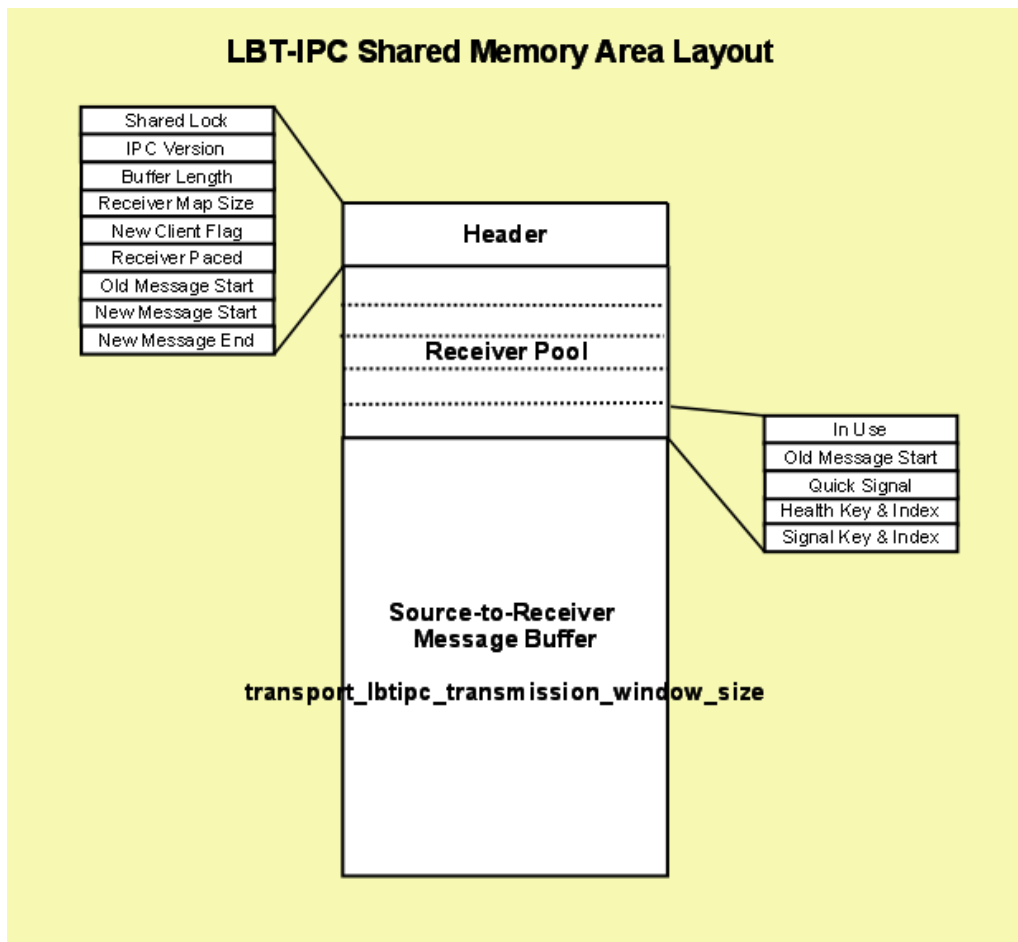 LBT-IPC Shared Memory Area Layout
Shared Lock
IPC Version
Buffer Length
Receiver Map Size
New Client Flag
Receiver Paced
Old Message Start
New Message Start
New Message End
Header
Receiver Pool
In Use
Old Message Start
Quick Signal
Health Key & Index
Signal Key & Index
Source-to-Receiver
Message Buffer
transport_lbtipc_transmission_window_size